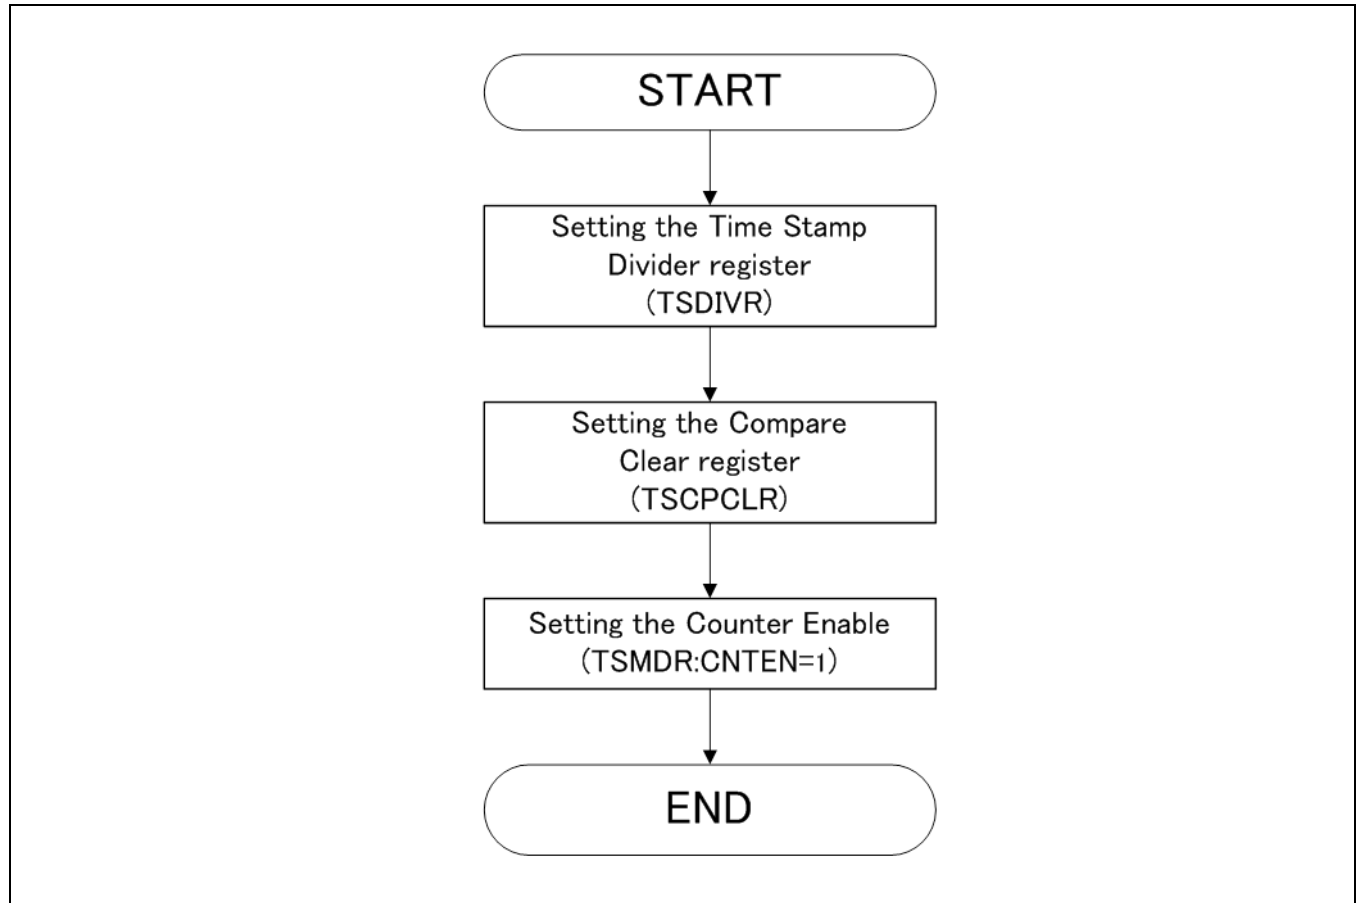 START
Setting the Time Stamp
Divider register
(TSDIVR)
Setting the Compare
Clear register
(TSCPCLR)
Setting the Counter Enable
(TSMDR:CNTEN=1)
END